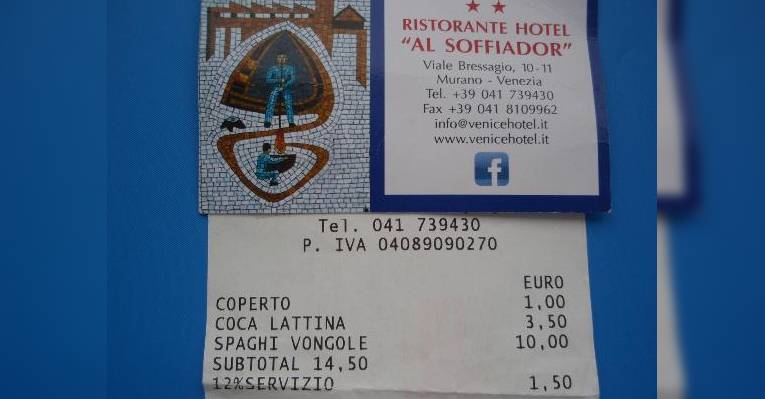 RISTORANTE HOTEL
"AL SOFFIADOR"
Viale Bressagio, 10-11
Murano - Venezia
Tel. +39 041 739430
Fax +39 041 8109962
info@venicehotel.it
www.venicehotel.it
f
Tel. 041 739430
P. IVA 04089090270
EURO
COPERTO 1,00
COCA LATTINA 3,50
SPAGHI VONGOLE 10,00
SUBTOTAL 14,50
12%SERVIZIO 1,50